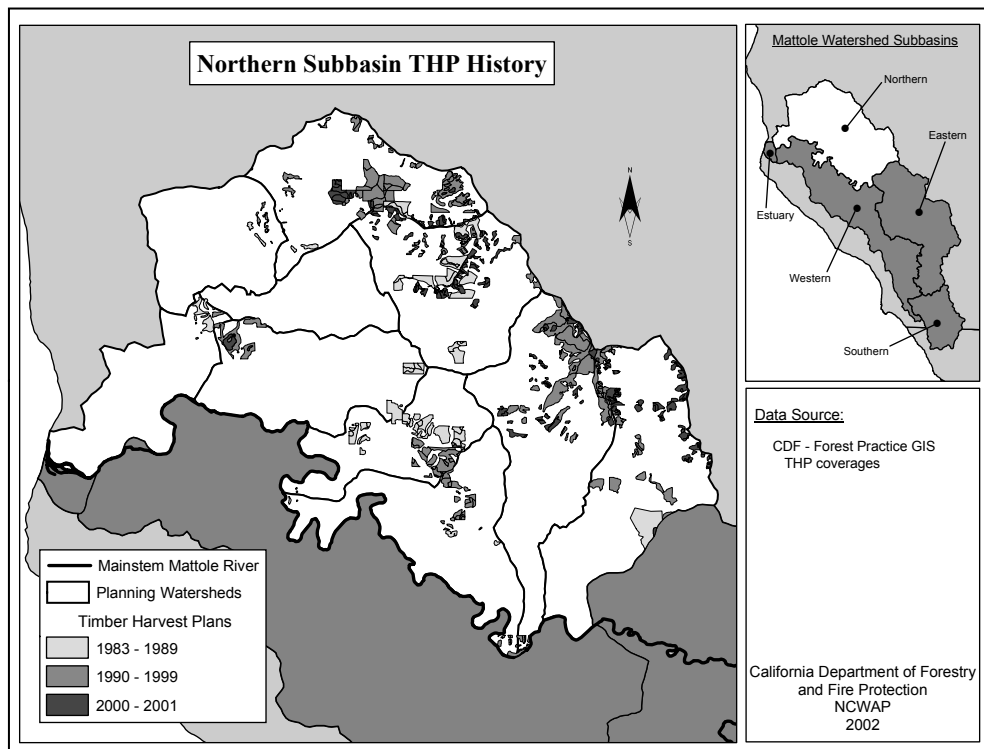 Northern Subbasin THP History
S
Mainstem Mattole River
Planning Watersheds
Timber Harvest Plans
1983 - 1989
1990 - 1999
2000 - 2001
Mattole Watershed Subbasins
Northern
Eastern
Estuary
Western
Southern
Data Source:
CDF - Forest Practice GIS
THP coverages
California Department of Forestry
and Fire Protection
NCWAP
2002